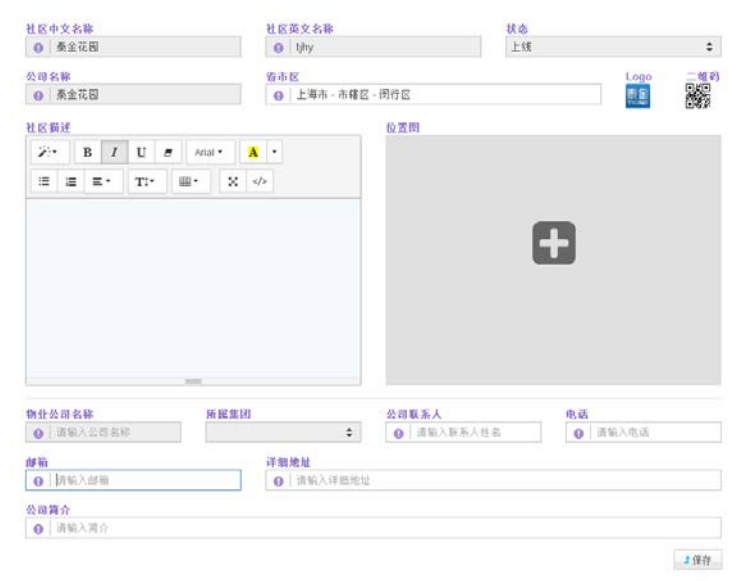 社区中文名称 社区英文名称 状态
泰金花园 tjhy 上线
公司名称 省市区 Logo 二维码
泰金花园 上海市 - 市辖区 - 闵行区
社区描述 位置图
B I U Arial A
T </>
物业公司名称 所属集团 公司联系人 电话
请输入公司名称 请输入联系人姓名 请输入电话
邮箱 详细地址
请输入邮箱 请输入详细地址
公司简介
请输入简介
保存